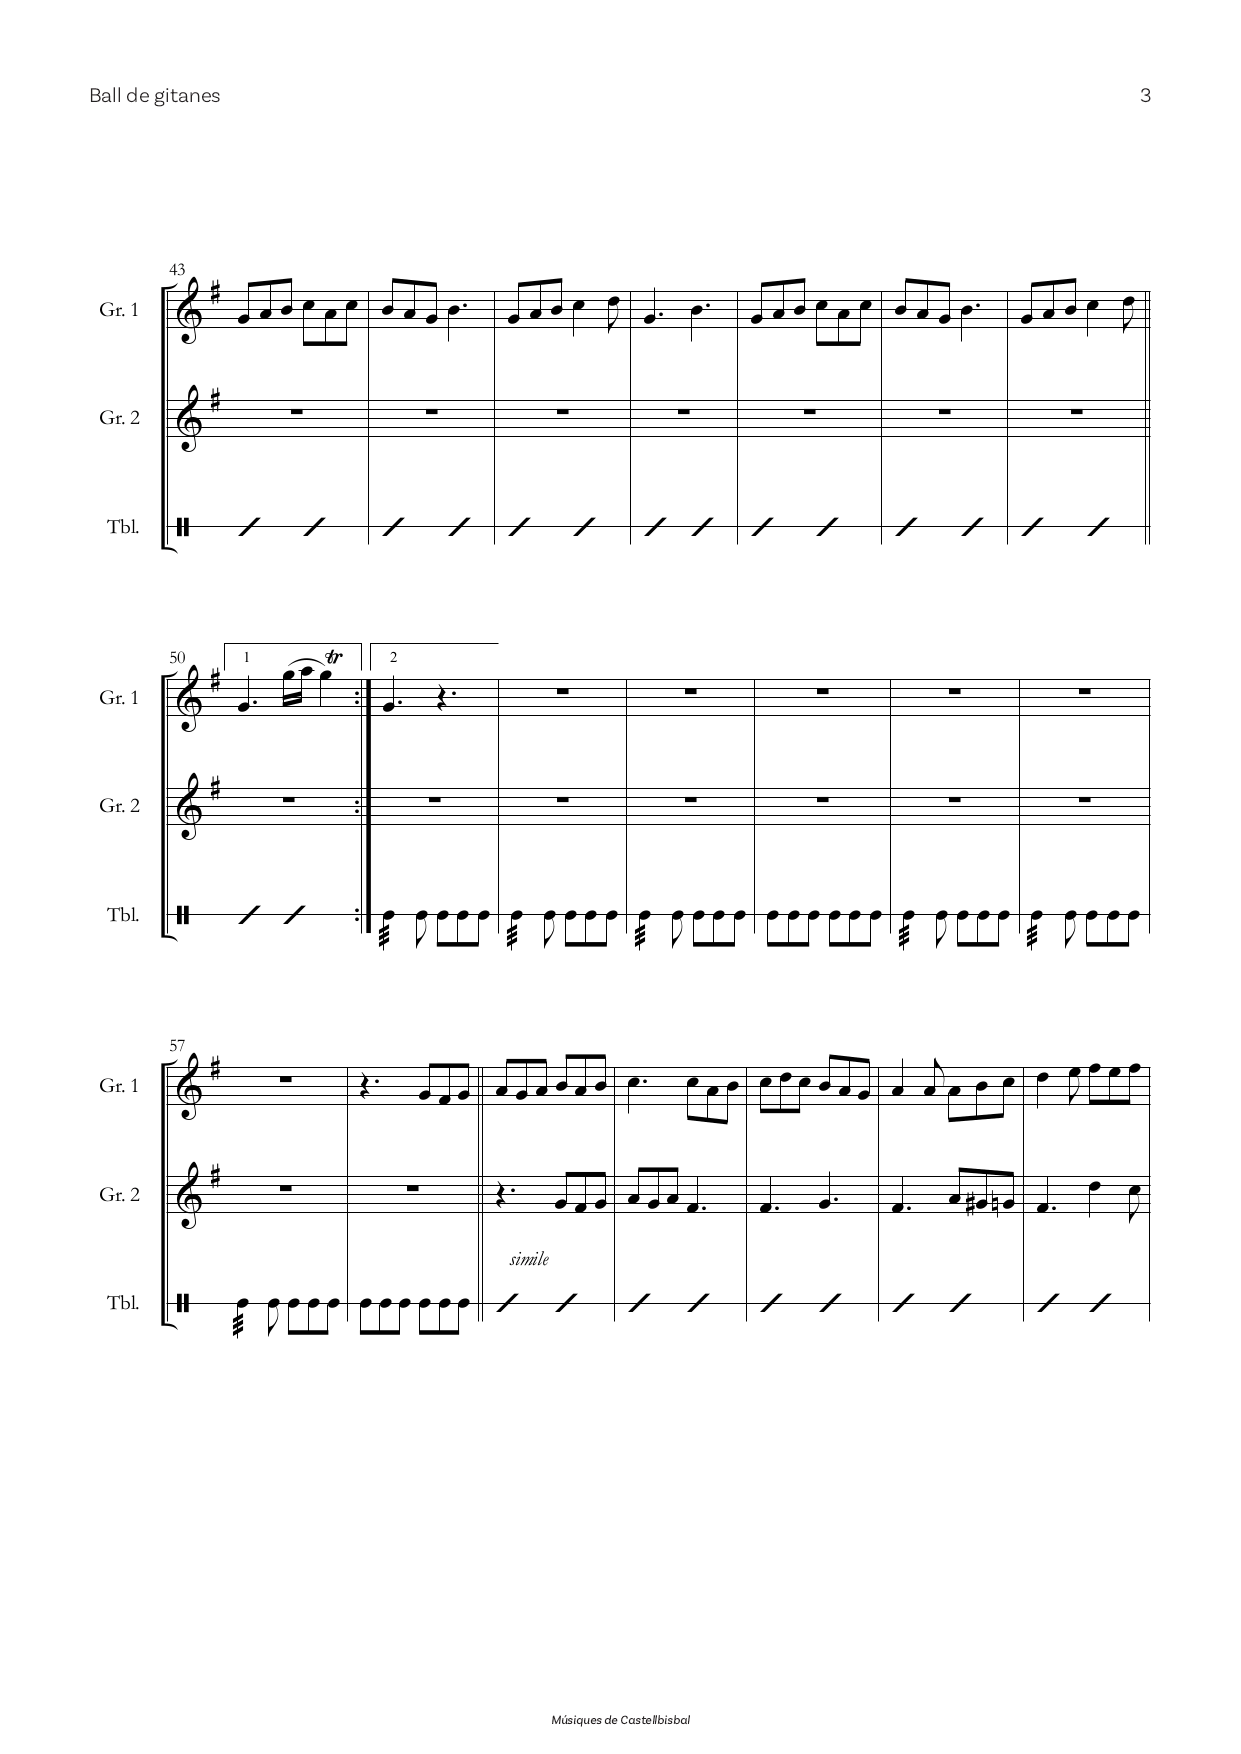 Ball de gitanes 3
43
Gr. 1
Gr. 2
Tbl.
50 1 tr 2
Gr. 1
Gr. 2
Tbl.
57
Gr. 1
Gr. 2
simile
Tbl.
Músiques de Castellbisbal